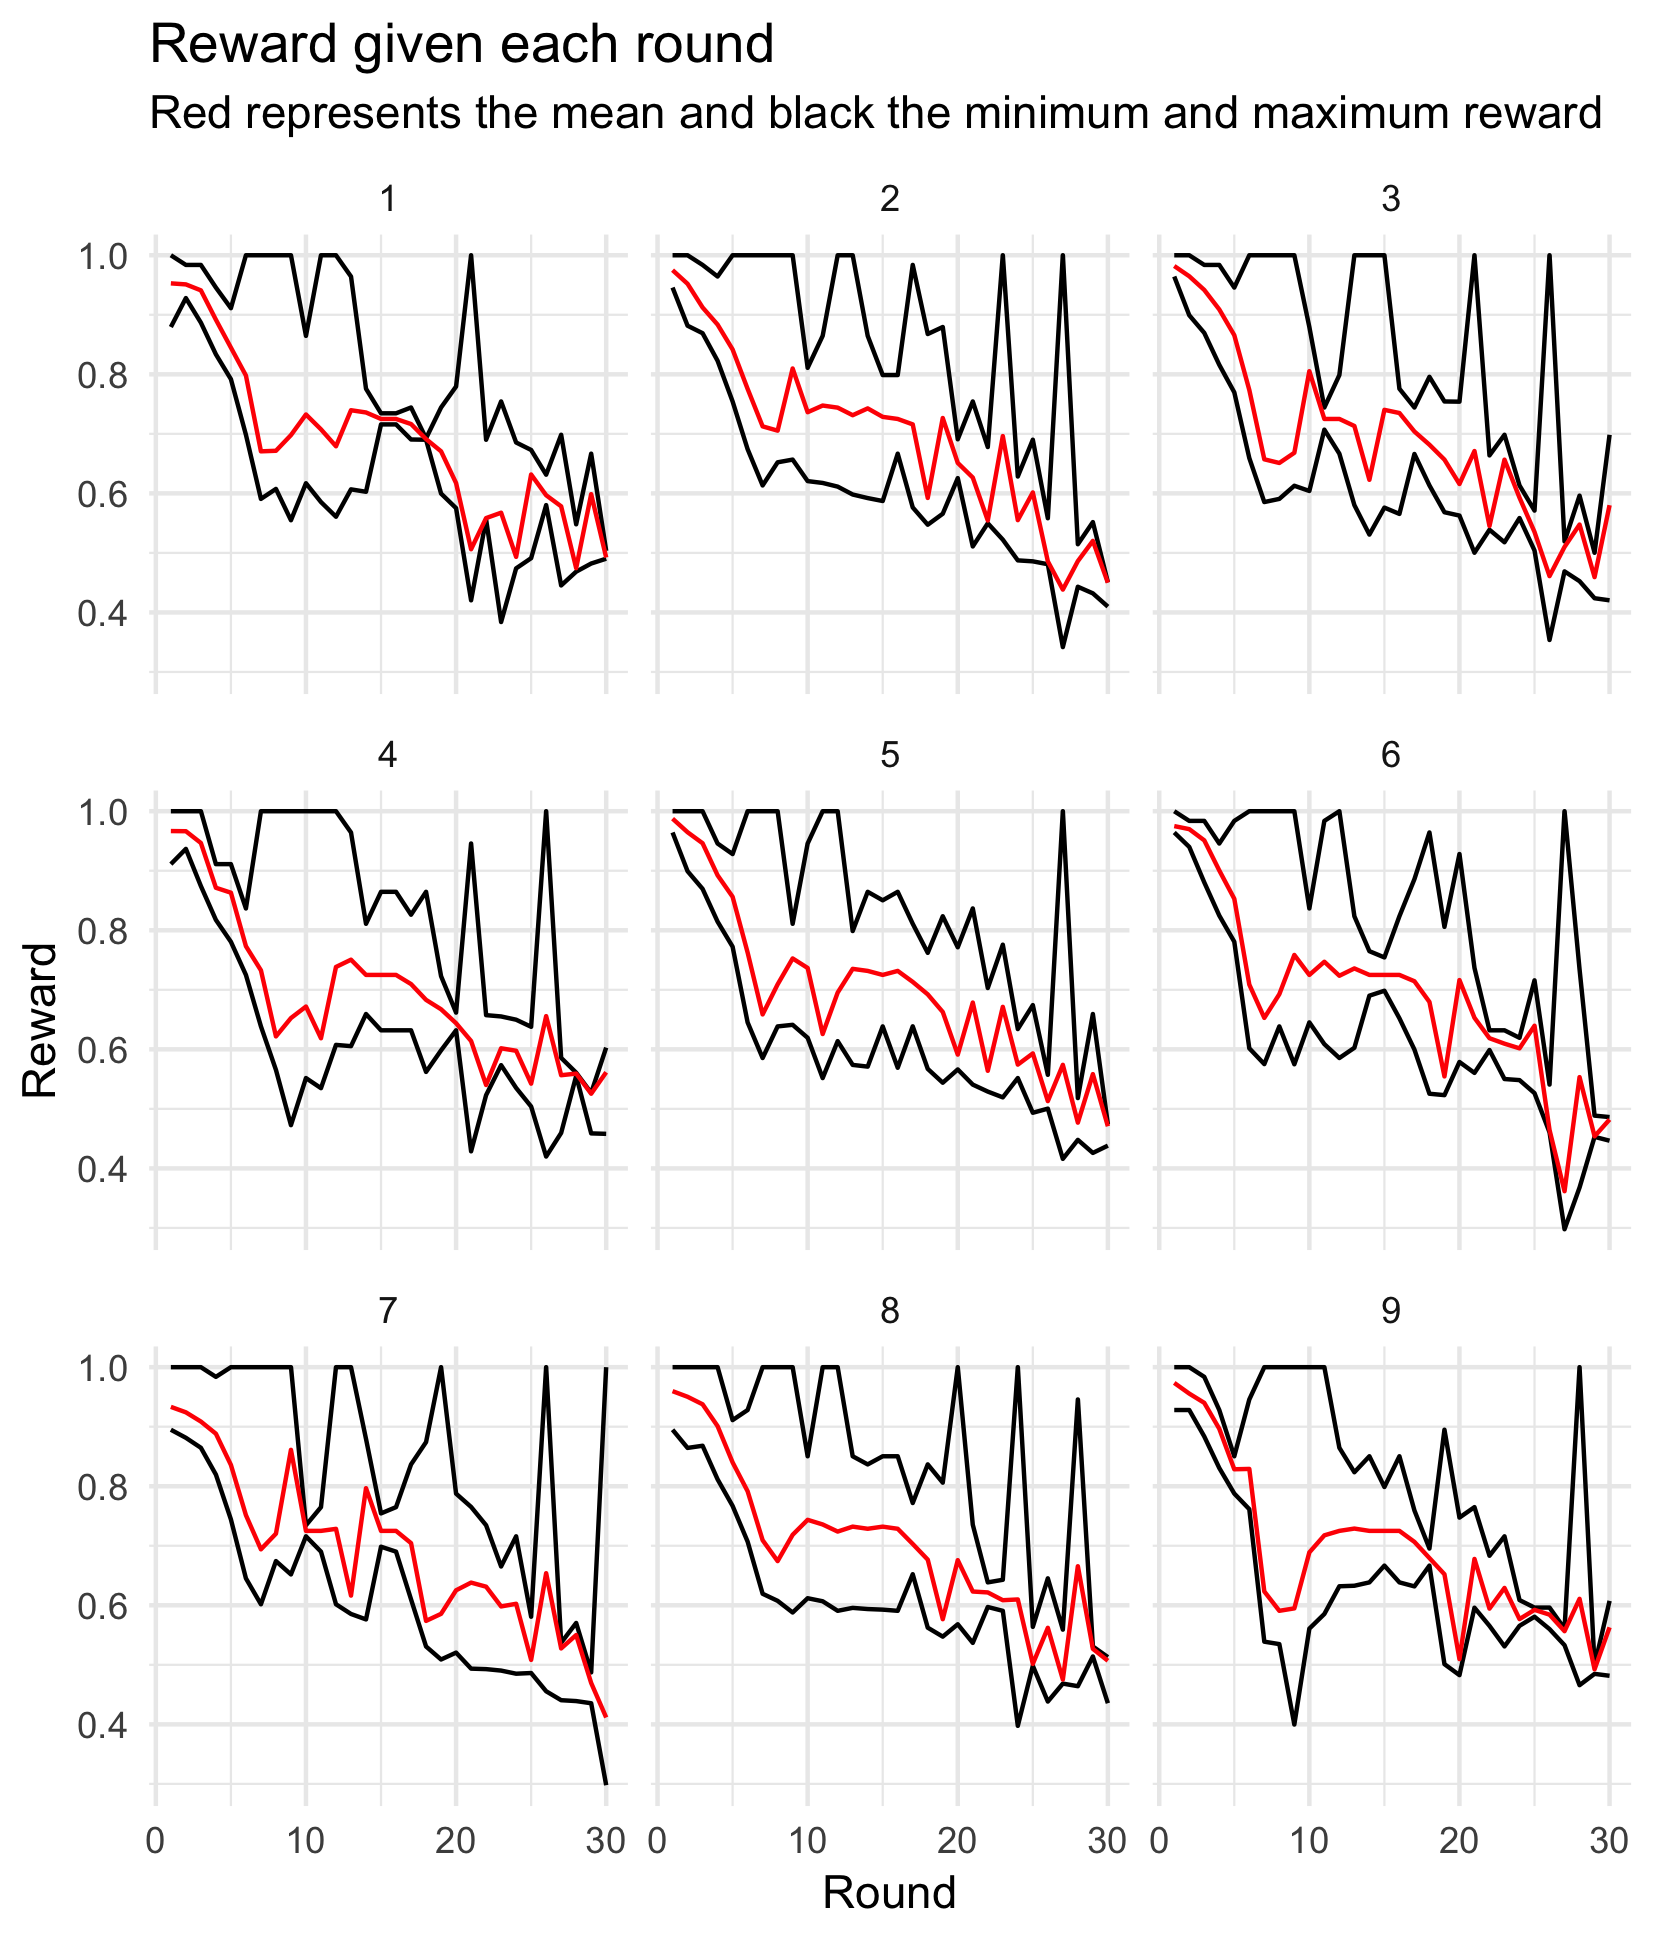 Reward given each round
Red represents the mean and black the minimum and maximum reward
1 2 3
1.0
0.8
0.6
0.4
4 5 6
1.0
0.8
0.6
0.4
Reward
7 8 9
1.0
0.8
0.6
0.4
0 10 20 30 0 10 20 30 0 10 20 30
Round